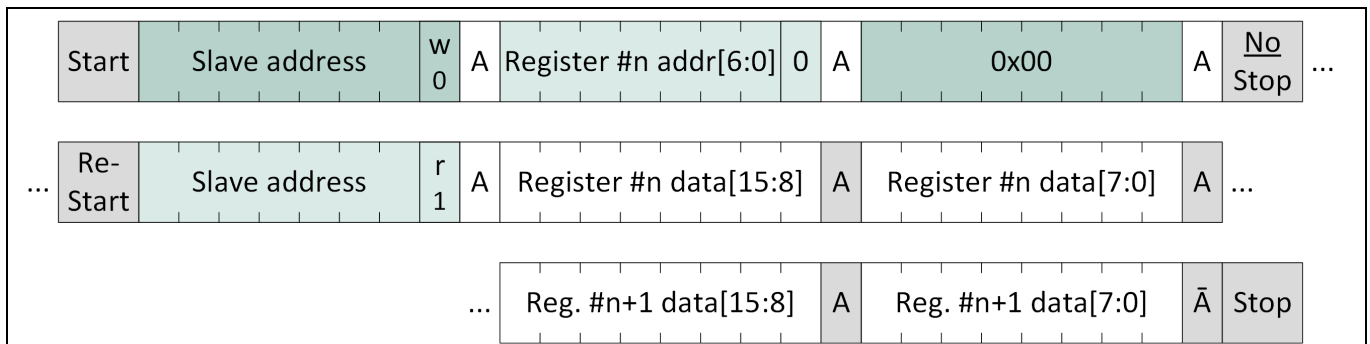 Start Slave address w 0 A Register #n addr[6:0] 0 A 0x00 A No Stop ...
... Re-Start Slave address r 1 A Register #n data[15:8] A Register #n data[7:0] A ...
... Reg. #n+1 data[15:8] A Reg. #n+1 data[7:0] Ā Stop